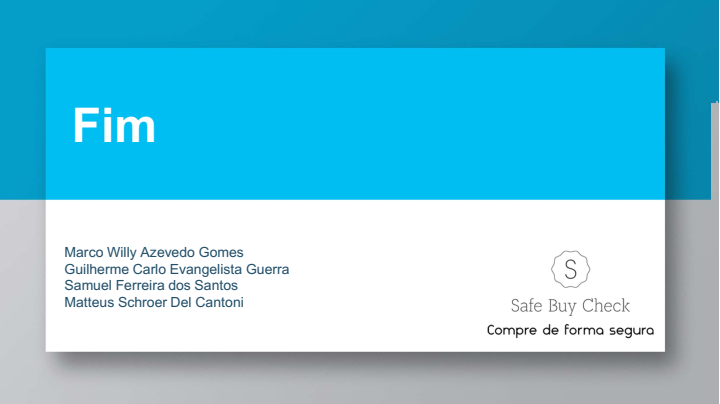 Fim
Marco Willy Azevedo Gomes
Guilherme Carlo Evangelista Guerra
Samuel Ferreira dos Santos
Matteus Schroer Del Cantoni
S
Safe Buy Check
Compre de forma segura